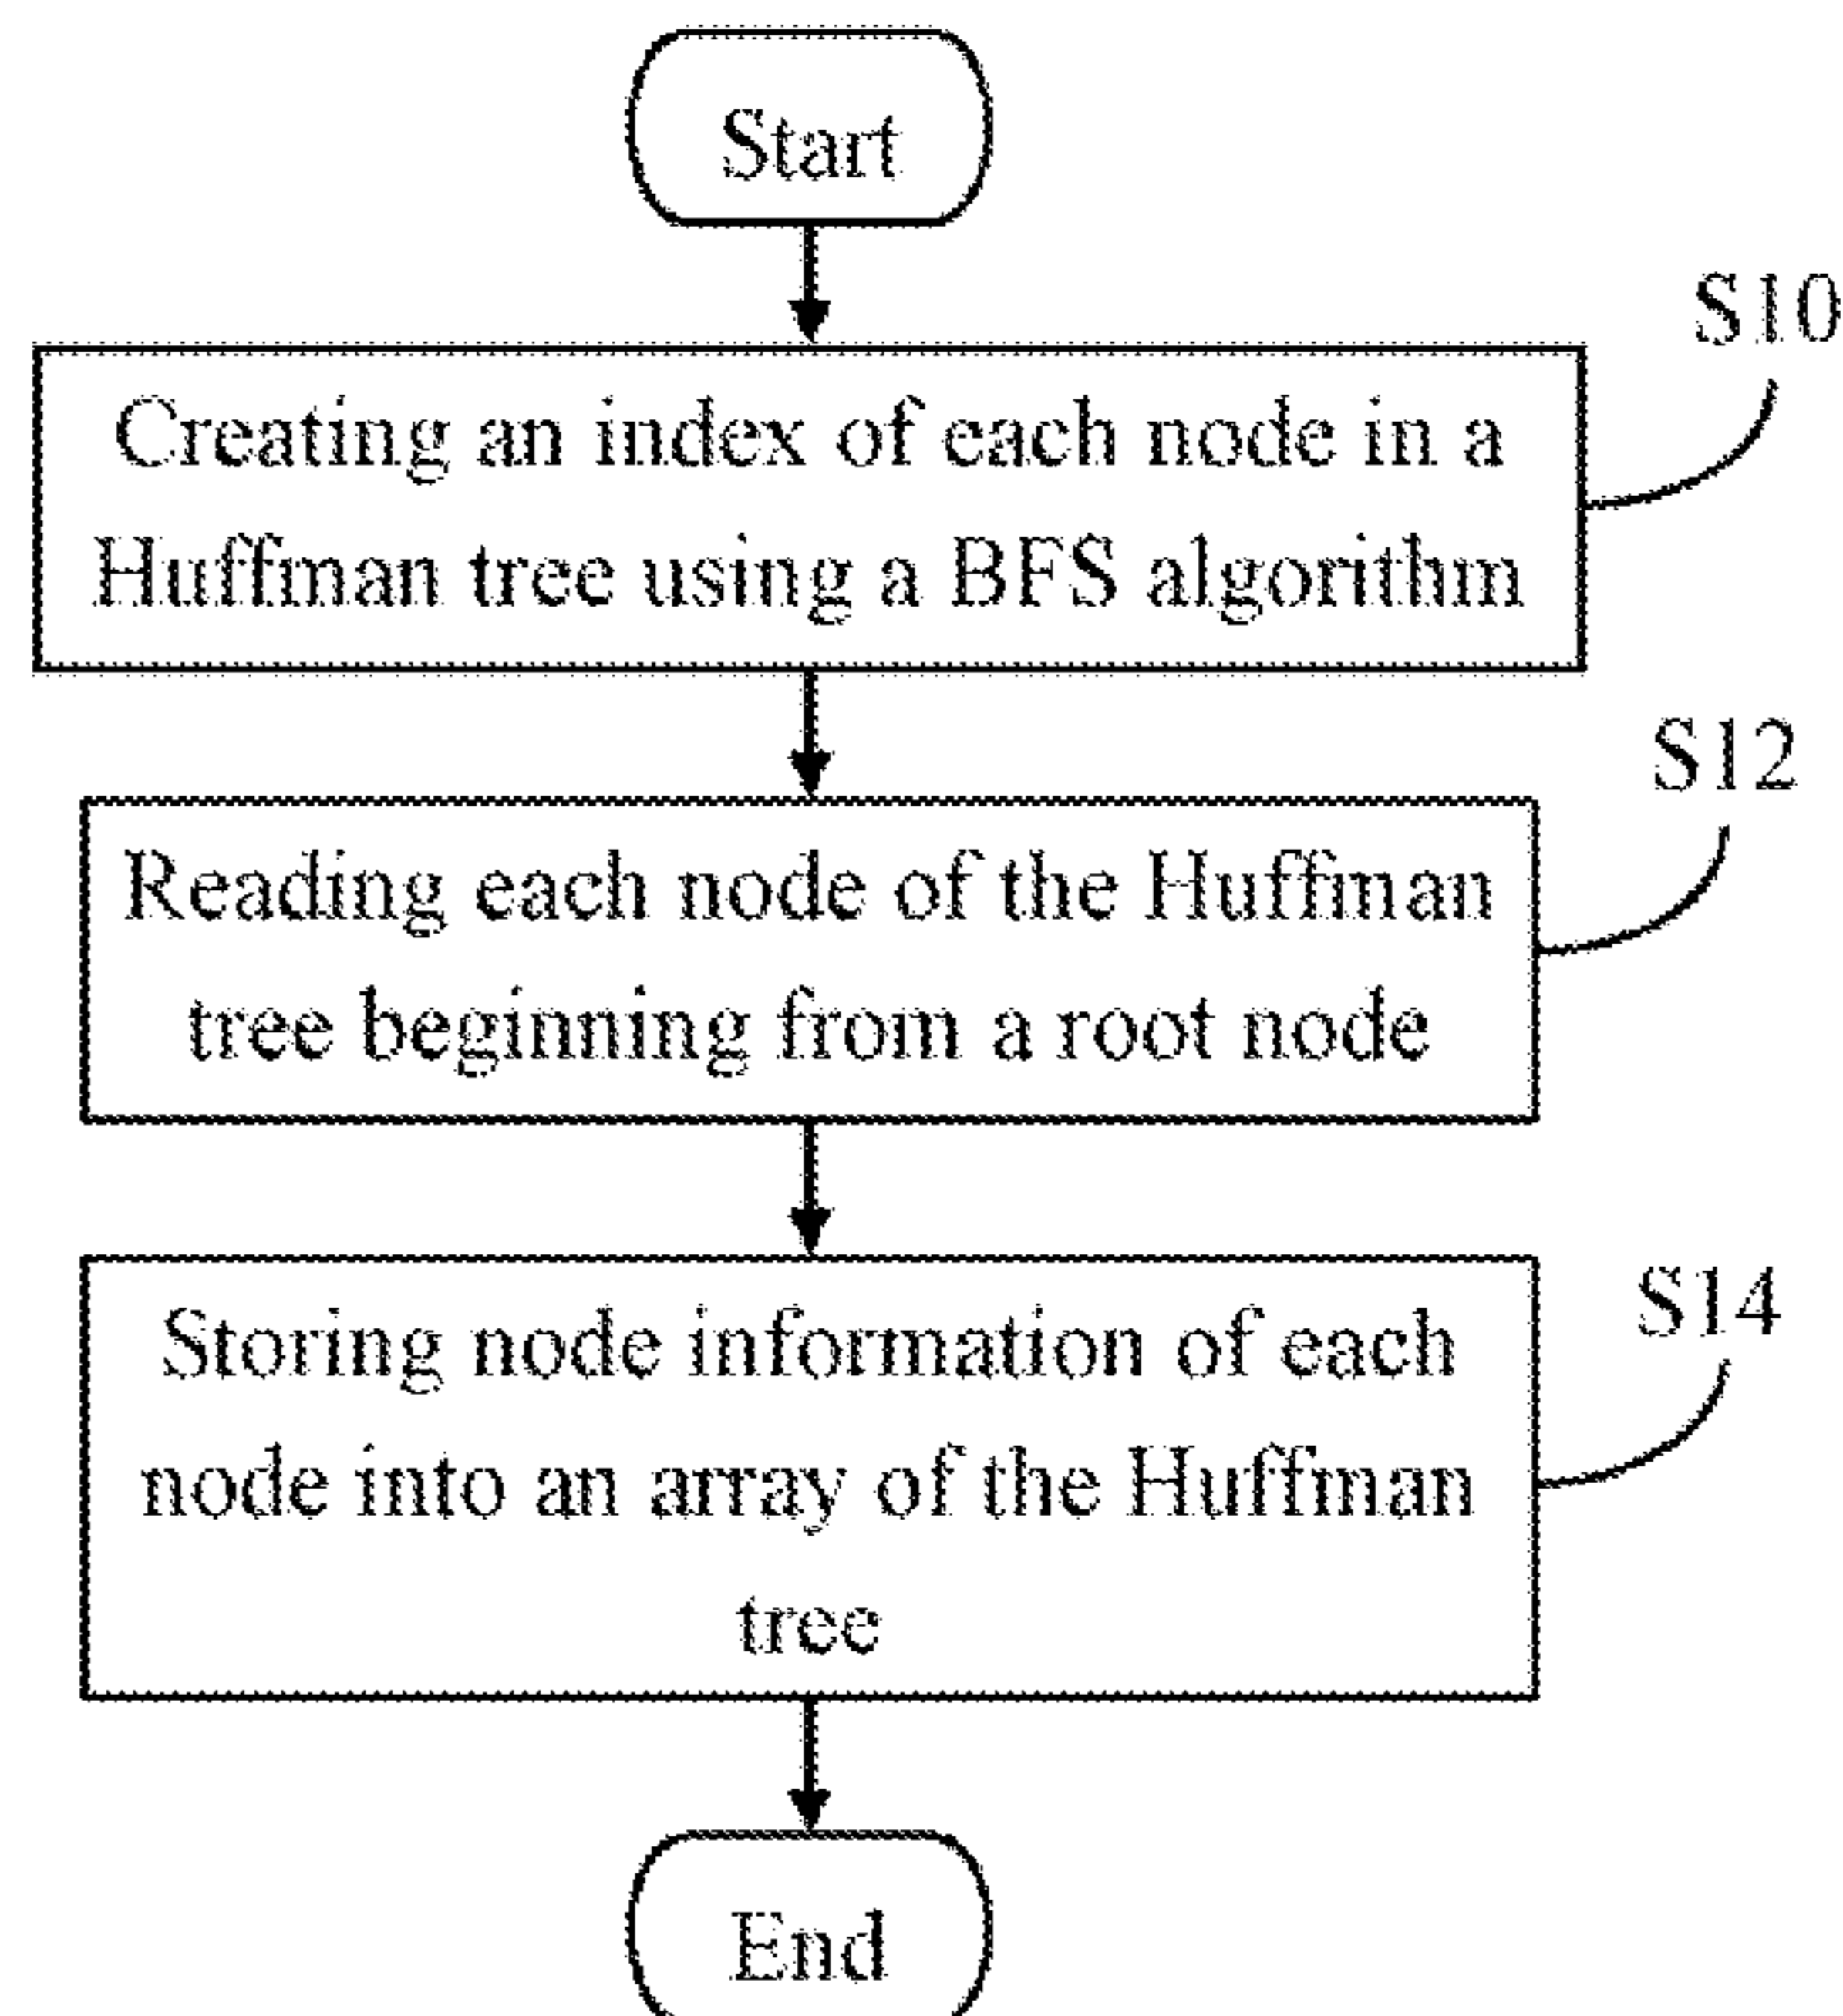 Start
S10
Creating an index of each node in a
Huffman tree using a BFS algorithm
S12
Reading each node of the Huffman
tree beginning from a root node
S14
Storing node information of each
node into an array of the Huffman
tree
End